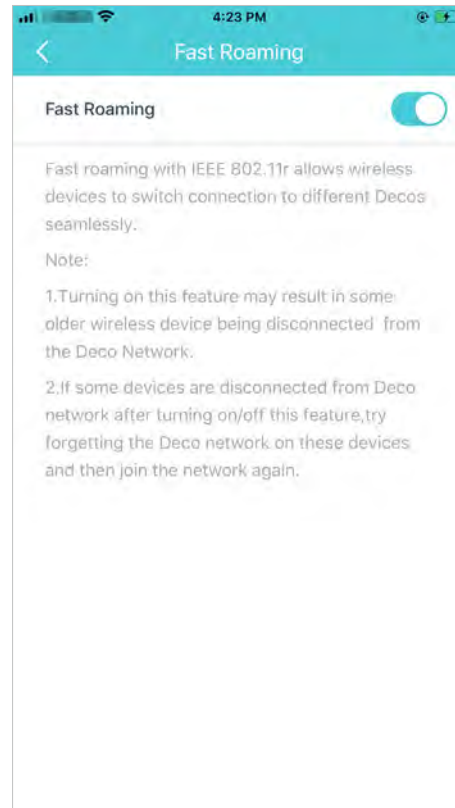 4:23 PM
Fast Roaming
Fast Roaming
Fast roaming with IEEE 802.11r allows wireless
devices to switch connection to different Decos
seamlessly.
Note:
1.Turning on this feature may result in some
older wireless device being disconnected from
the Deco Network.
2.If some devices are disconnected from Deco
network after turning on/off this feature,try
forgetting the Deco network on these devices
and then join the network again.